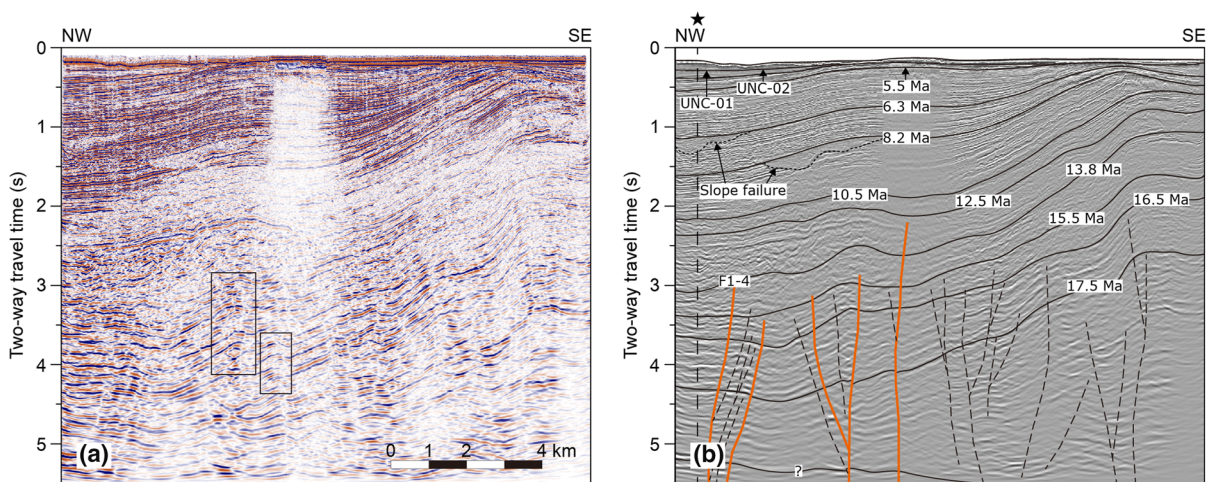 NW
SE
0
1
2
3
4
5
Two-way travel time (s)
(a)
0 1 2 4 km
★
NW
SE
0
1
2
3
4
5
Two-way travel time (s)
UNC-01
UNC-02
5.5 Ma
6.3 Ma
8.2 Ma
Slope failure
10.5 Ma
12.5 Ma
13.8 Ma
15.5 Ma
16.5 Ma
17.5 Ma
F1-4
?
(b)